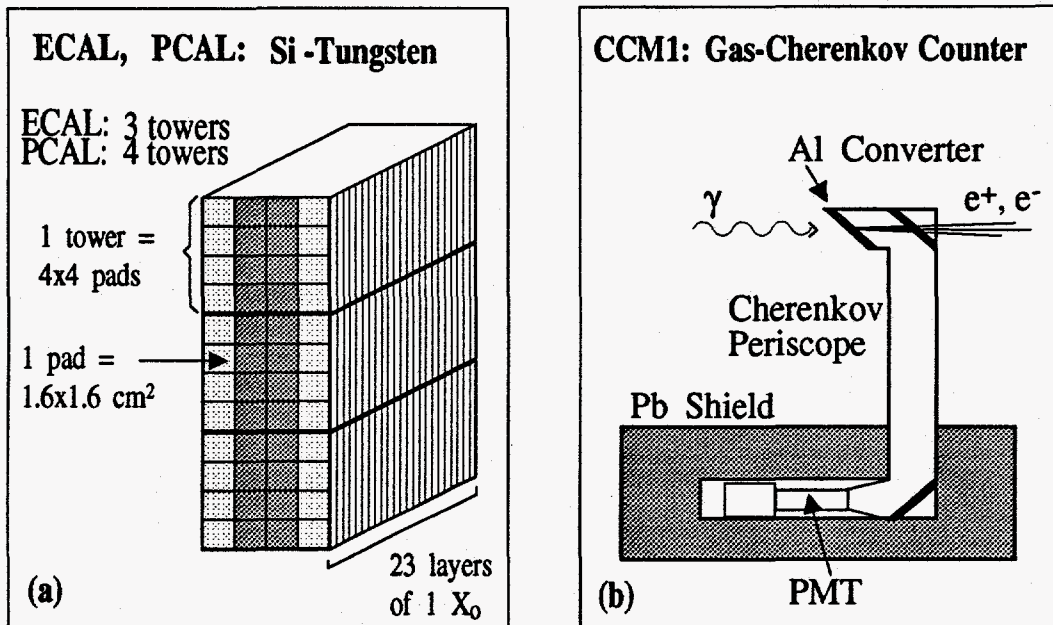 ECAL, PCAL: Si-Tungsten
ECAL: 3 towers
PCAL: 4 towers
1 tower =
4x4 pads
1 pad =
1.6x1.6 cm²
23 layers
of 1 X₀
(a)
CCM1: Gas-Cherenkov Counter
Al Converter
γ
e⁺, e⁻
Cherenkov
Periscope
Pb Shield
PMT
(b)